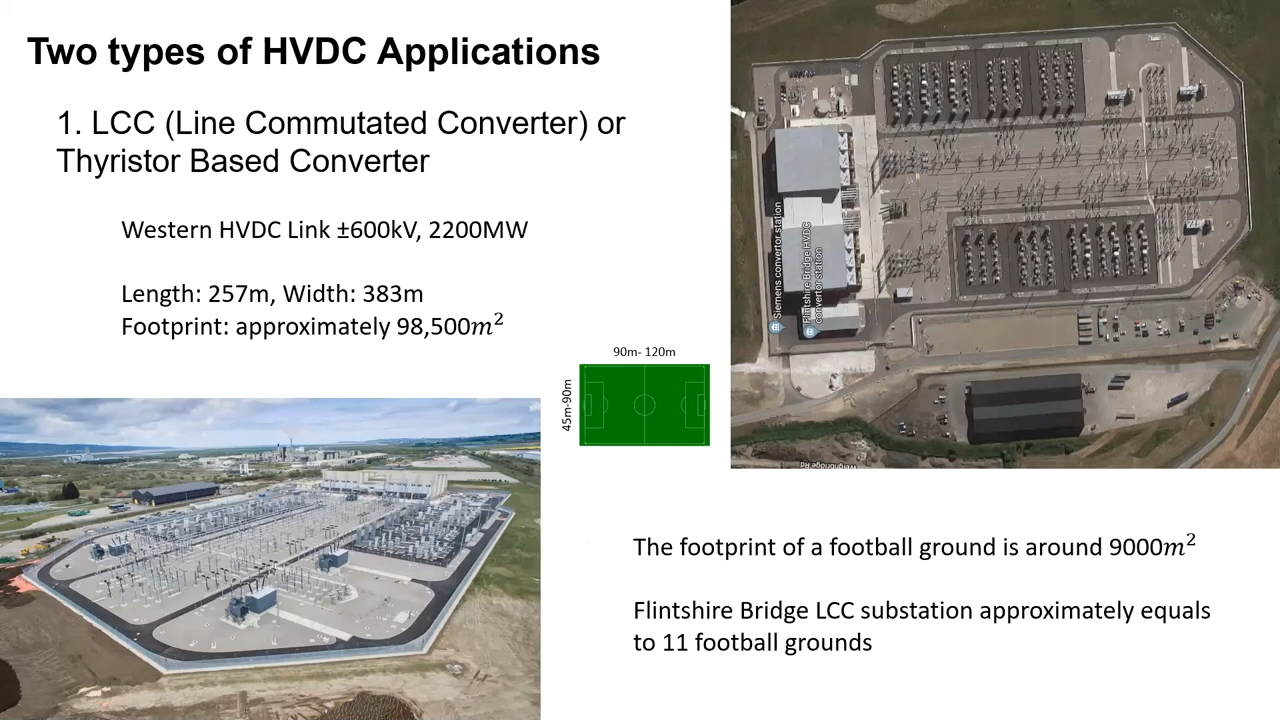 Two types of HVDC Applications
1. LCC (Line Commutated Converter) or
Thyristor Based Converter
Western HVDC Link ±600kV, 2200MW
Length: 257m, Width: 383m
Footprint: approximately 98,500𝑚²
90m- 120m
45m-90m
Siemens convertor station
Flintshire Bridge HVDC
convertor station
Weighbridge Rd
The footprint of a football ground is around 9000𝑚²
Flintshire Bridge LCC substation approximately equals
to 11 football grounds